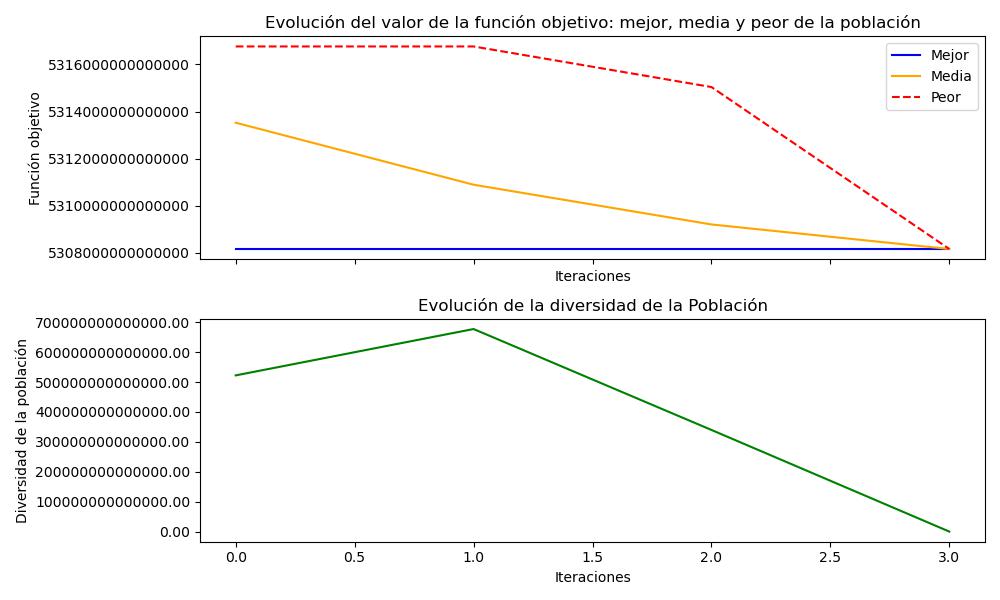 Evolución del valor de la función objetivo: mejor, media y peor de la población
Función objetivo
5316000000000000
5314000000000000
5312000000000000
5310000000000000
5308000000000000
Mejor
Media
Peor
Iteraciones
Evolución de la diversidad de la Población
Diversidad de la población
700000000000000.00
600000000000000.00
500000000000000.00
400000000000000.00
300000000000000.00
200000000000000.00
100000000000000.00
0.00
0.0 0.5 1.0 1.5 2.0 2.5 3.0
Iteraciones